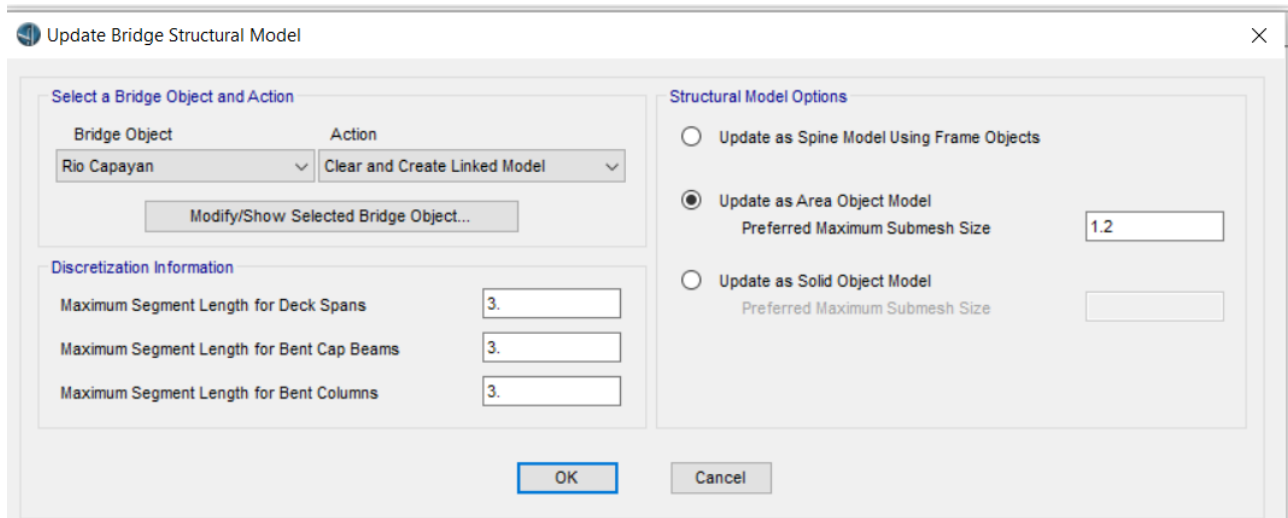 Update Bridge Structural Model
Select a Bridge Object and Action
Bridge Object Action
Rio Capayan Clear and Create Linked Model
Modify/Show Selected Bridge Object...
Discretization Information
Maximum Segment Length for Deck Spans 3.
Maximum Segment Length for Bent Cap Beams 3.
Maximum Segment Length for Bent Columns 3.
Structural Model Options
Update as Spine Model Using Frame Objects
Update as Area Object Model
Preferred Maximum Submesh Size 1.2
Update as Solid Object Model
Preferred Maximum Submesh Size
OK Cancel